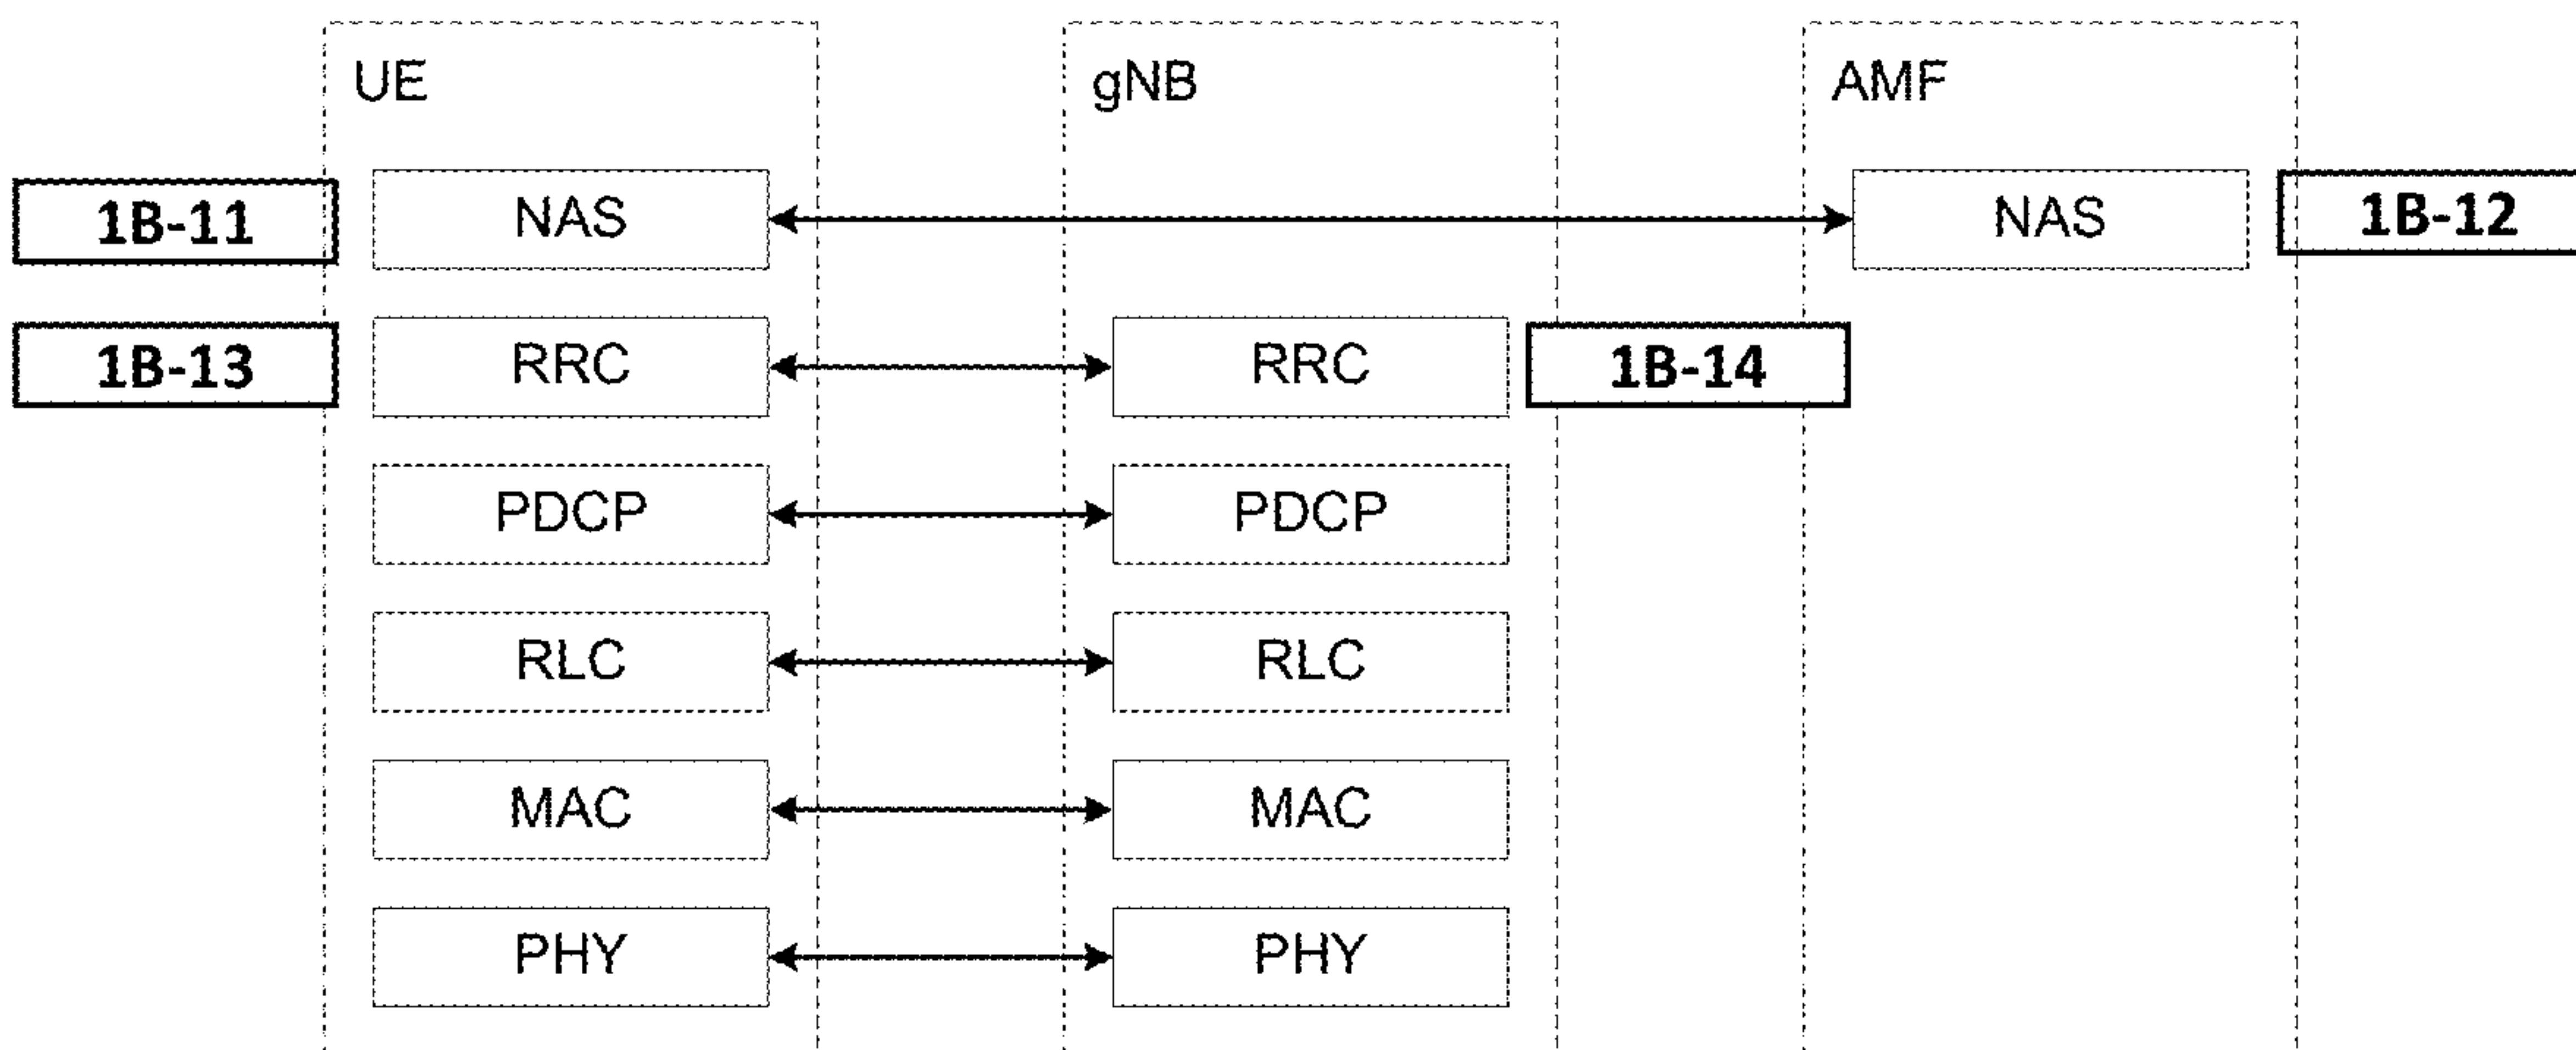 UE gNB AMF
1B-11 NAS NAS 1B-12
1B-13 RRC RRC 1B-14
PDCP PDCP
RLC RLC
MAC MAC
PHY PHY